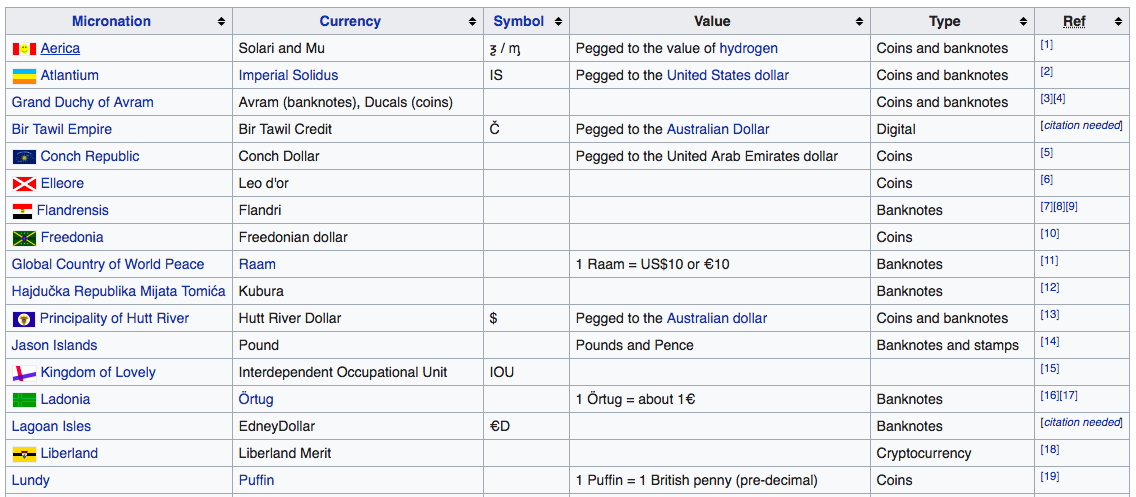 Micronation Currency Symbol Value Type Ref
Aerica Solari and Mu ʓ / ɱ Pegged to the value of hydrogen Coins and banknotes [1]
Atlantium Imperial Solidus IS Pegged to the United States dollar Coins and banknotes [2]
Grand Duchy of Avram Avram (banknotes), Ducals (coins) Coins and banknotes [3][4]
Bir Tawil Empire Bir Tawil Credit Č Pegged to the Australian Dollar Digital [citation needed]
Conch Republic Conch Dollar Pegged to the United Arab Emirates dollar Coins [5]
Elleore Leo d'or Coins [6]
Flandrensis Flandri Banknotes [7][8][9]
Freedonia Freedonian dollar Coins [10]
Global Country of World Peace Raam 1 Raam = US$10 or €10 Banknotes [11]
Hajdučka Republika Mijata Tomića Kubura Banknotes [12]
Principality of Hutt River Hutt River Dollar $ Pegged to the Australian dollar Coins and banknotes [13]
Jason Islands Pound Pounds and Pence Banknotes and stamps [14]
Kingdom of Lovely Interdependent Occupational Unit IOU [15]
Ladonia Örtug 1 Örtug = about 1€ Banknotes [16][17]
Lagoan Isles EdneyDollar €D Banknotes [citation needed]
Liberland Liberland Merit Cryptocurrency [18]
Lundy Puffin 1 Puffin = 1 British penny (pre-decimal) Coins [19]